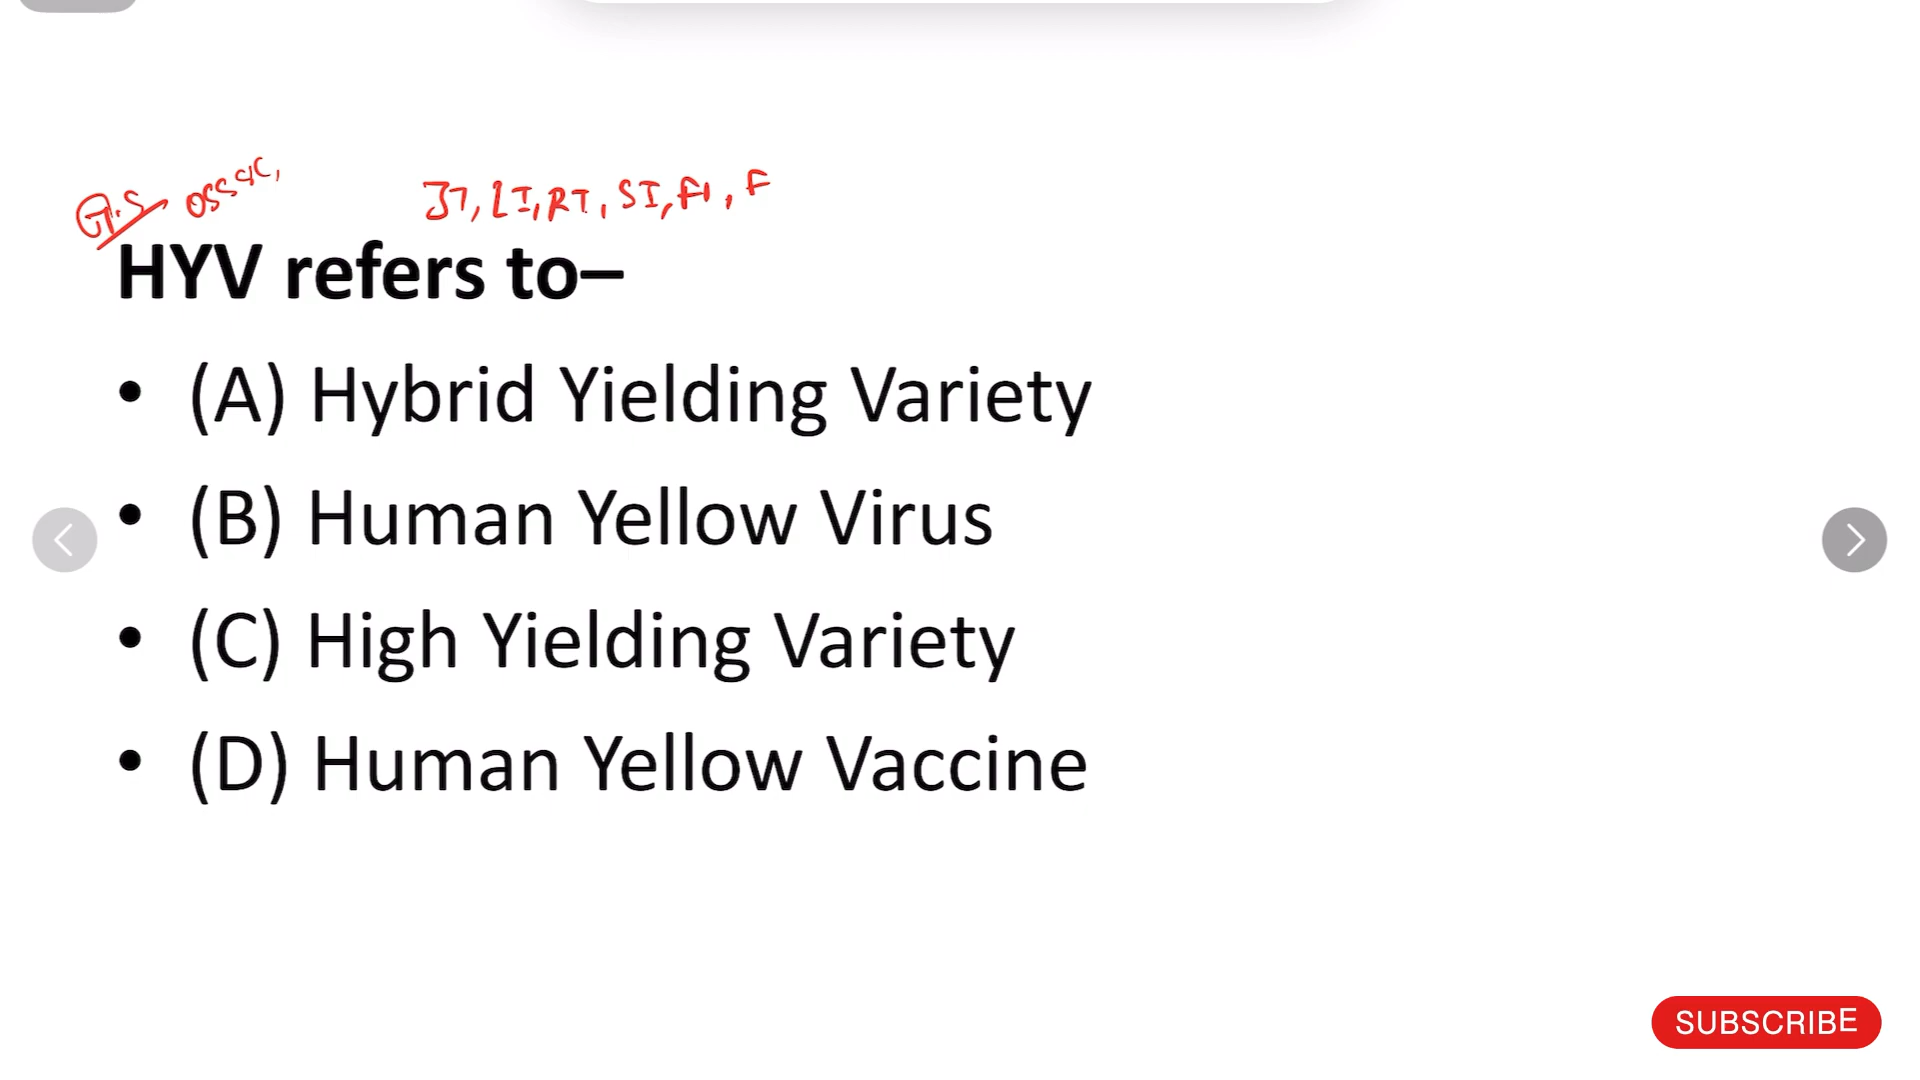 G.S OSSSC,
JT, LI, RI, SI, FI, F
HYV refers to–
• (A) Hybrid Yielding Variety
• (B) Human Yellow Virus
• (C) High Yielding Variety
• (D) Human Yellow Vaccine
SUBSCRIBE